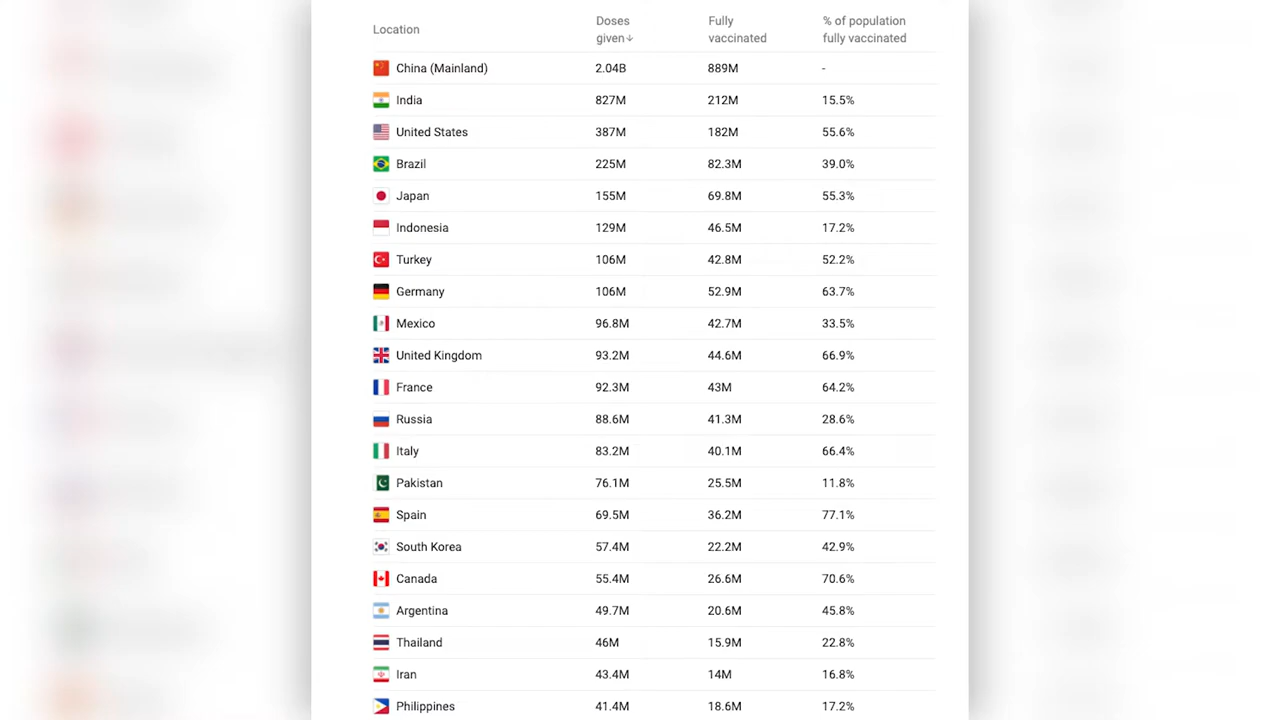 Location Doses given↓ Fully vaccinated % of population fully vaccinated
China (Mainland) 2.04B 889M -
India 827M 212M 15.5%
United States 387M 182M 55.6%
Brazil 225M 82.3M 39.0%
Japan 155M 69.8M 55.3%
Indonesia 129M 46.5M 17.2%
Turkey 106M 42.8M 52.2%
Germany 106M 52.9M 63.7%
Mexico 96.8M 42.7M 33.5%
United Kingdom 93.2M 44.6M 66.9%
France 92.3M 43M 64.2%
Russia 88.6M 41.3M 28.6%
Italy 83.2M 40.1M 66.4%
Pakistan 76.1M 25.5M 11.8%
Spain 69.5M 36.2M 77.1%
South Korea 57.4M 22.2M 42.9%
Canada 55.4M 26.6M 70.6%
Argentina 49.7M 20.6M 45.8%
Thailand 46M 15.9M 22.8%
Iran 43.4M 14M 16.8%
Philippines 41.4M 18.6M 17.2%